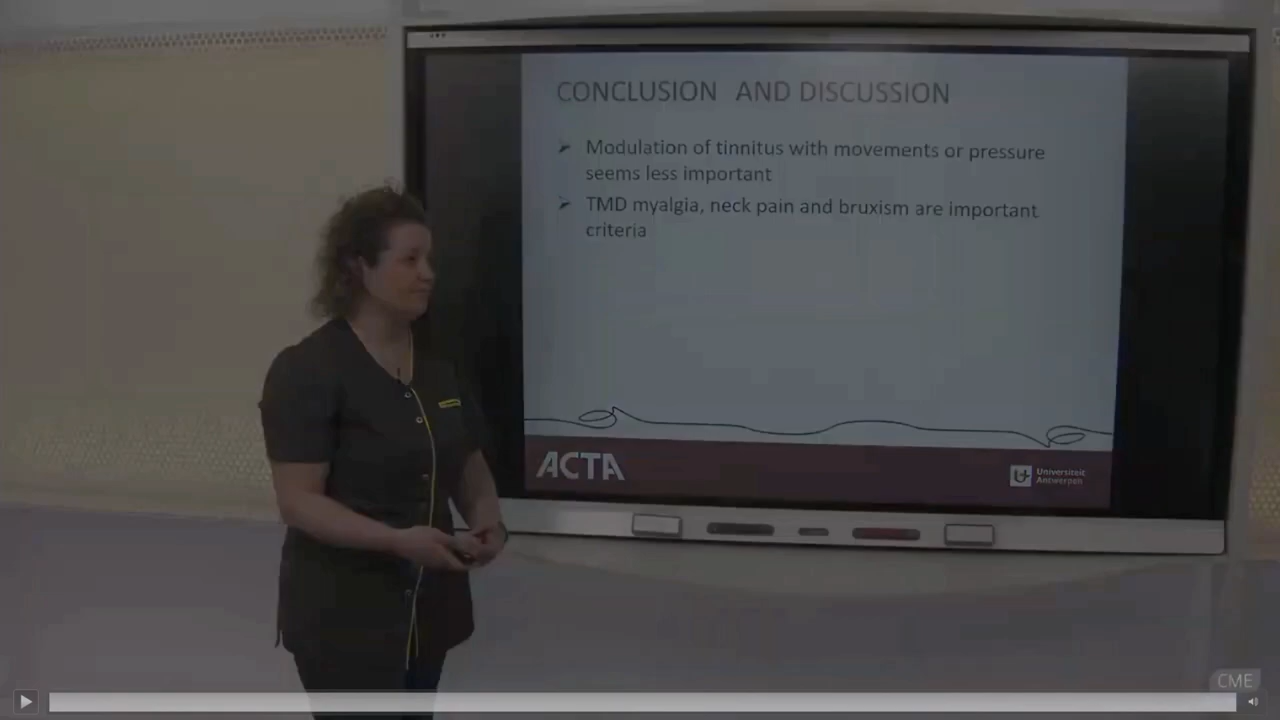 CONCLUSION AND DISCUSSION
➢ Modulation of tinnitus with movements or pressure
seems less important
➢ TMD myalgia, neck pain and bruxism are important
criteria
ACTA
Universiteit
Antwerpen
CME